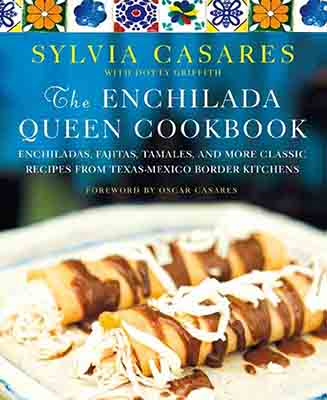 SYLVIA CASARES
WITH DOTTY GRIFFITH
The ENCHILADA
QUEEN COOKBOOK
ENCHILADAS, FAJITAS, TAMALES, AND MORE CLASSIC
RECIPES FROM TEXAS-MEXICO BORDER KITCHENS
FOREWORD BY OSCAR CASARES